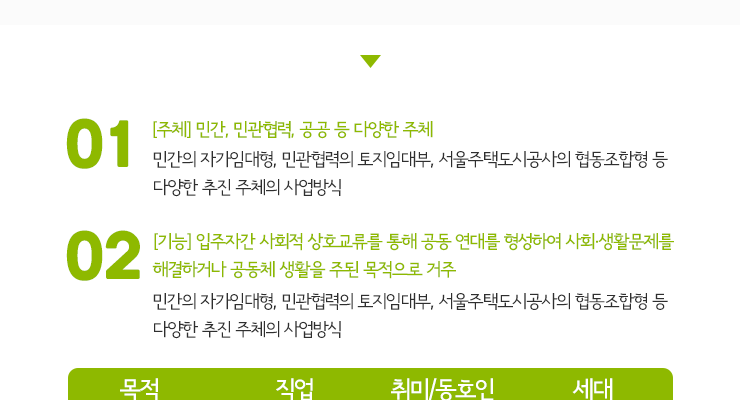 01
[주체] 민간, 민관협력, 공공 등 다양한 주체
민간의 자가임대형, 민관협력의 토지임대부, 서울주택도시공사의 협동조합형 등
다양한 추진 주체의 사업방식
02
[기능] 입주자간 사회적 상호교류를 통해 공동 연대를 형성하여 사회·생활문제를
해결하거나 공동체 생활을 주된 목적으로 거주
민간의 자가임대형, 민관협력의 토지임대부, 서울주택도시공사의 협동조합형 등
다양한 추진 주체의 사업방식
목적 직업 취미/동호인 세대